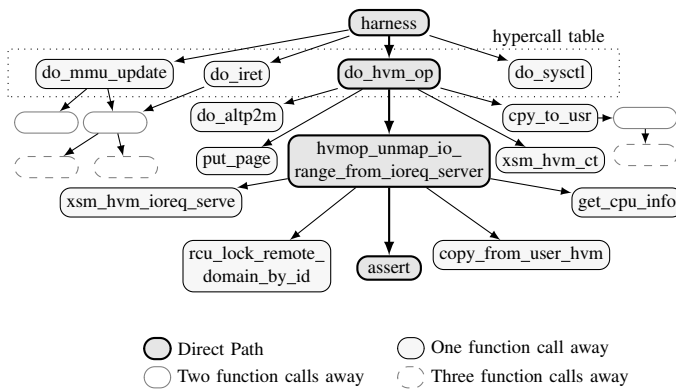 harness
hypercall table
do_mmu_update
do_iret
do_hvm_op
do_sysctl
do_altp2m
cpy_to_usr
put_page
hvmop_unmap_io_
range_from_ioreq_server
xsm_hvm_ct
xsm_hvm_ioreq_serve
get_cpu_info
rcu_lock_remote_
domain_by_id
assert
copy_from_user_hvm
Direct Path
One function call away
Two function calls away
Three function calls away